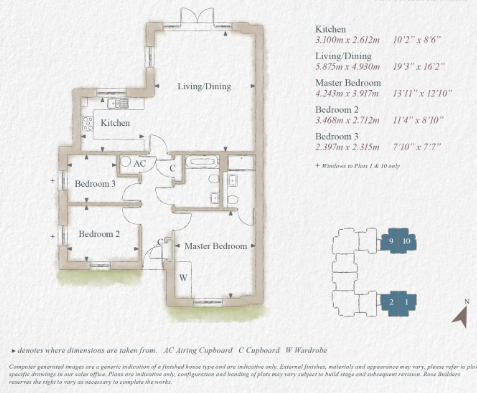 Living/Dining
Kitchen
AC
C
Bedroom 3
+
Bedroom 2
+
C
Master Bedroom
W
Kitchen
3.100m x 2.612m 10'2" x 8'6"
Living/Dining
5.875m x 4.930m 19'3" x 16'2"
Master Bedroom
4.243m x 3.917m 13'11" x 12'10"
Bedroom 2
3.468m x 2.712m 11'4" x 8'10"
Bedroom 3
2.397m x 2.315m 7'10" x 7'7"
+ Windows to Plots 1 & 10 only
9 10
2 1
N
▸ denotes where dimensions are taken from. AC Airing Cupboard C Cupboard W Wardrobe
Computer generated images are a generic indication of a finished house type and are indicative only. External finishes, materials and appearance may vary, please refer to plot
specific drawings in our sales office. Plans are indicative only, configuration and handing of plots may vary subject to build stage and subsequent revision. Rose Builders
reserves the right to vary as necessary to complete the works.